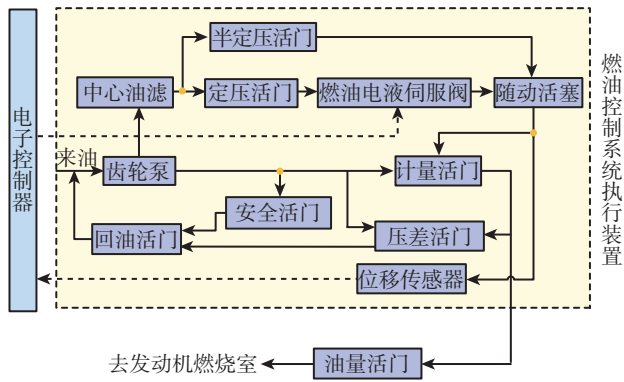 半定压活门
中心油滤
定压活门
燃油电液伺服阀
随动活塞
电子控制器
来油
齿轮泵
计量活门
安全活门
回油活门
压差活门
位移传感器
燃油控制系统执行装置
去发动机燃烧室
油量活门